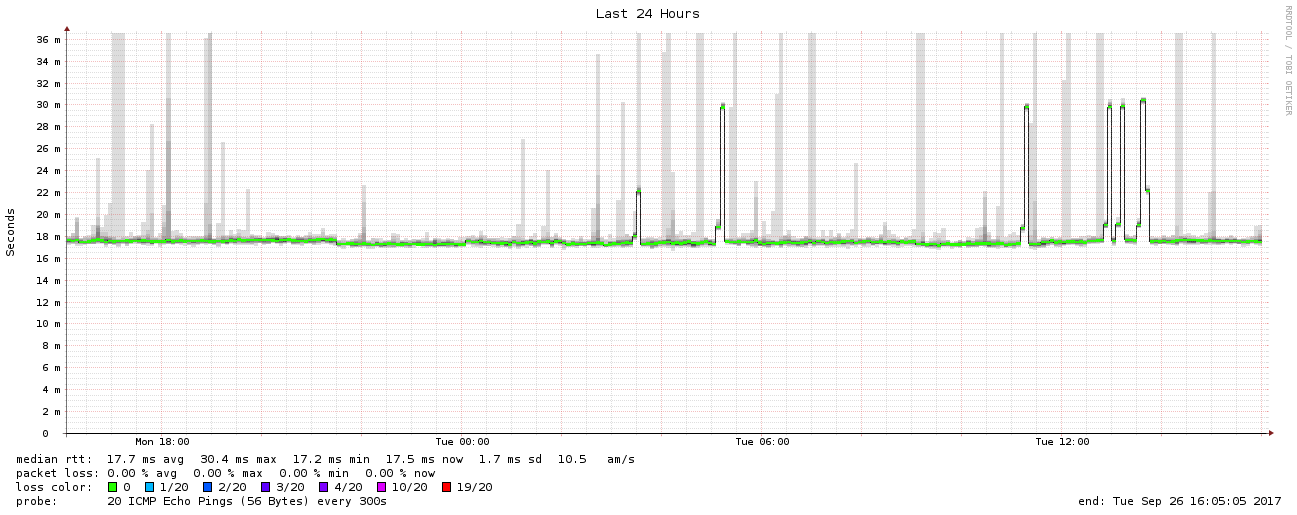 Last 24 Hours
RRDTOOL / TOBI OETIKER
Seconds
36 m
34 m
32 m
30 m
28 m
26 m
24 m
22 m
20 m
18 m
16 m
14 m
12 m
10 m
8 m
6 m
4 m
2 m
0
Mon 18:00 Tue 00:00 Tue 06:00 Tue 12:00
median rtt: 17.7 ms avg 30.4 ms max 17.2 ms min 17.5 ms now 1.7 ms sd 10.5 am/s
packet loss: 0.00 % avg 0.00 % max 0.00 % min 0.00 % now
loss color: 0 1/20 2/20 3/20 4/20 10/20 19/20
probe: 20 ICMP Echo Pings (56 Bytes) every 300s end: Tue Sep 26 16:05:05 2017